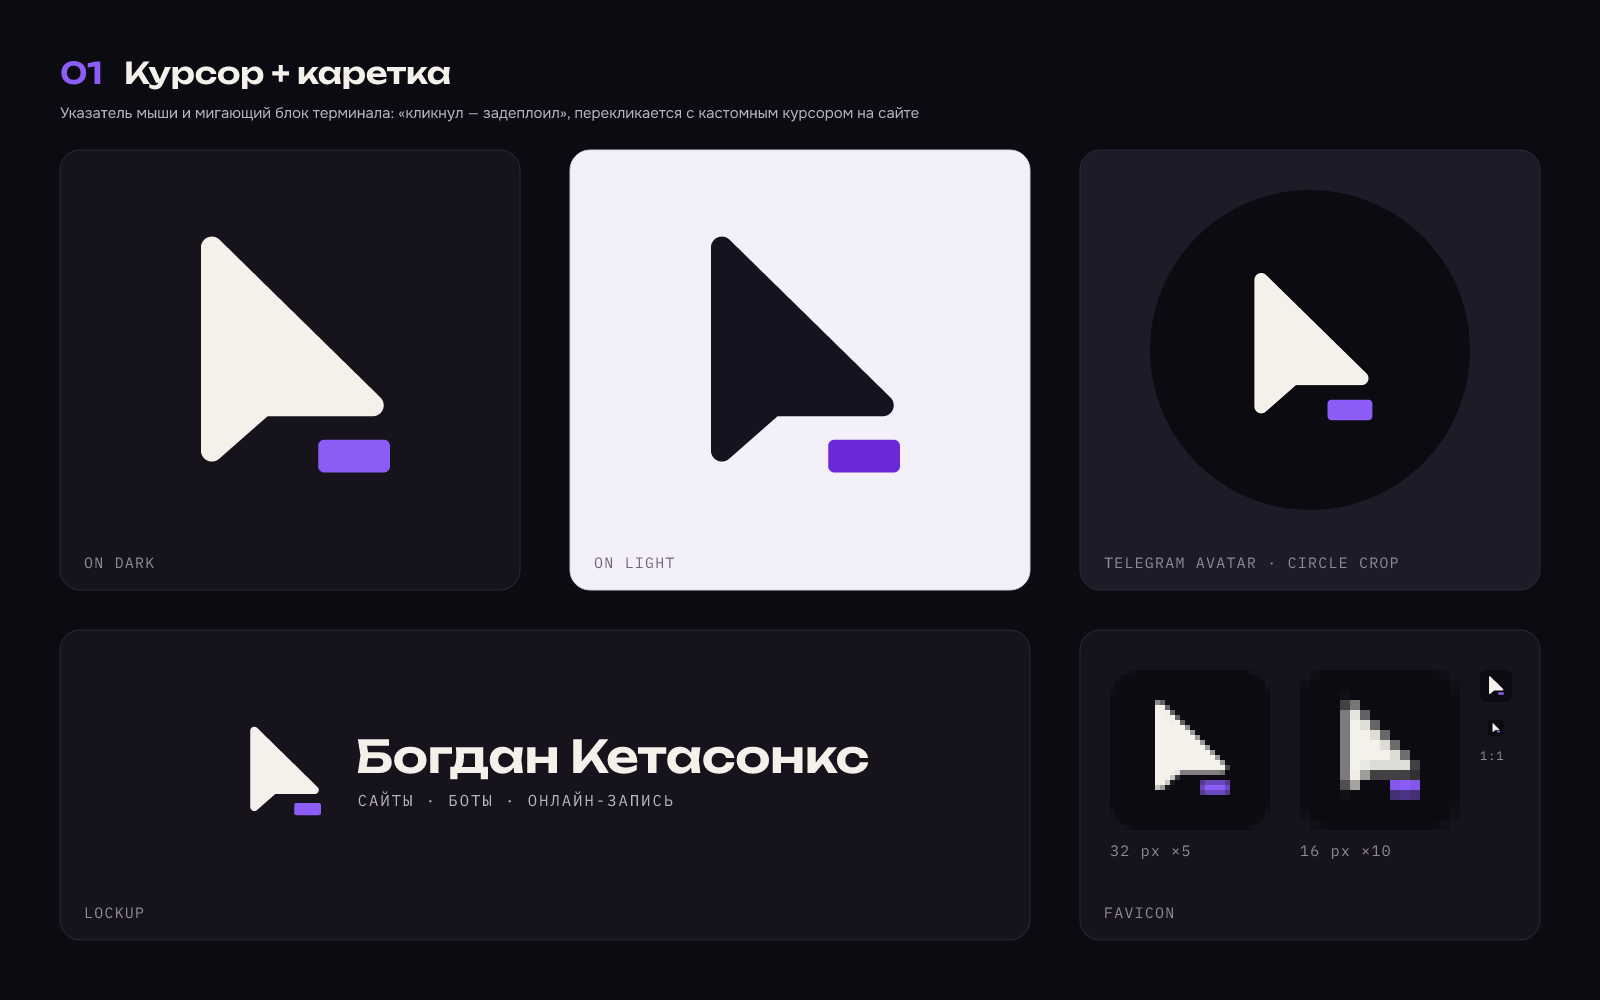 01 Курсор + каретка
Указатель мыши и мигающий блок терминала: «кликнул — задеплоил», перекликается с кастомным курсором на сайте
ON DARK
ON LIGHT
TELEGRAM AVATAR · CIRCLE CROP
Богдан Кетасонкс
САЙТЫ · БОТЫ · ОНЛАЙН-ЗАПИСЬ
LOCKUP
1:1
32 px ×5
16 px ×10
FAVICON